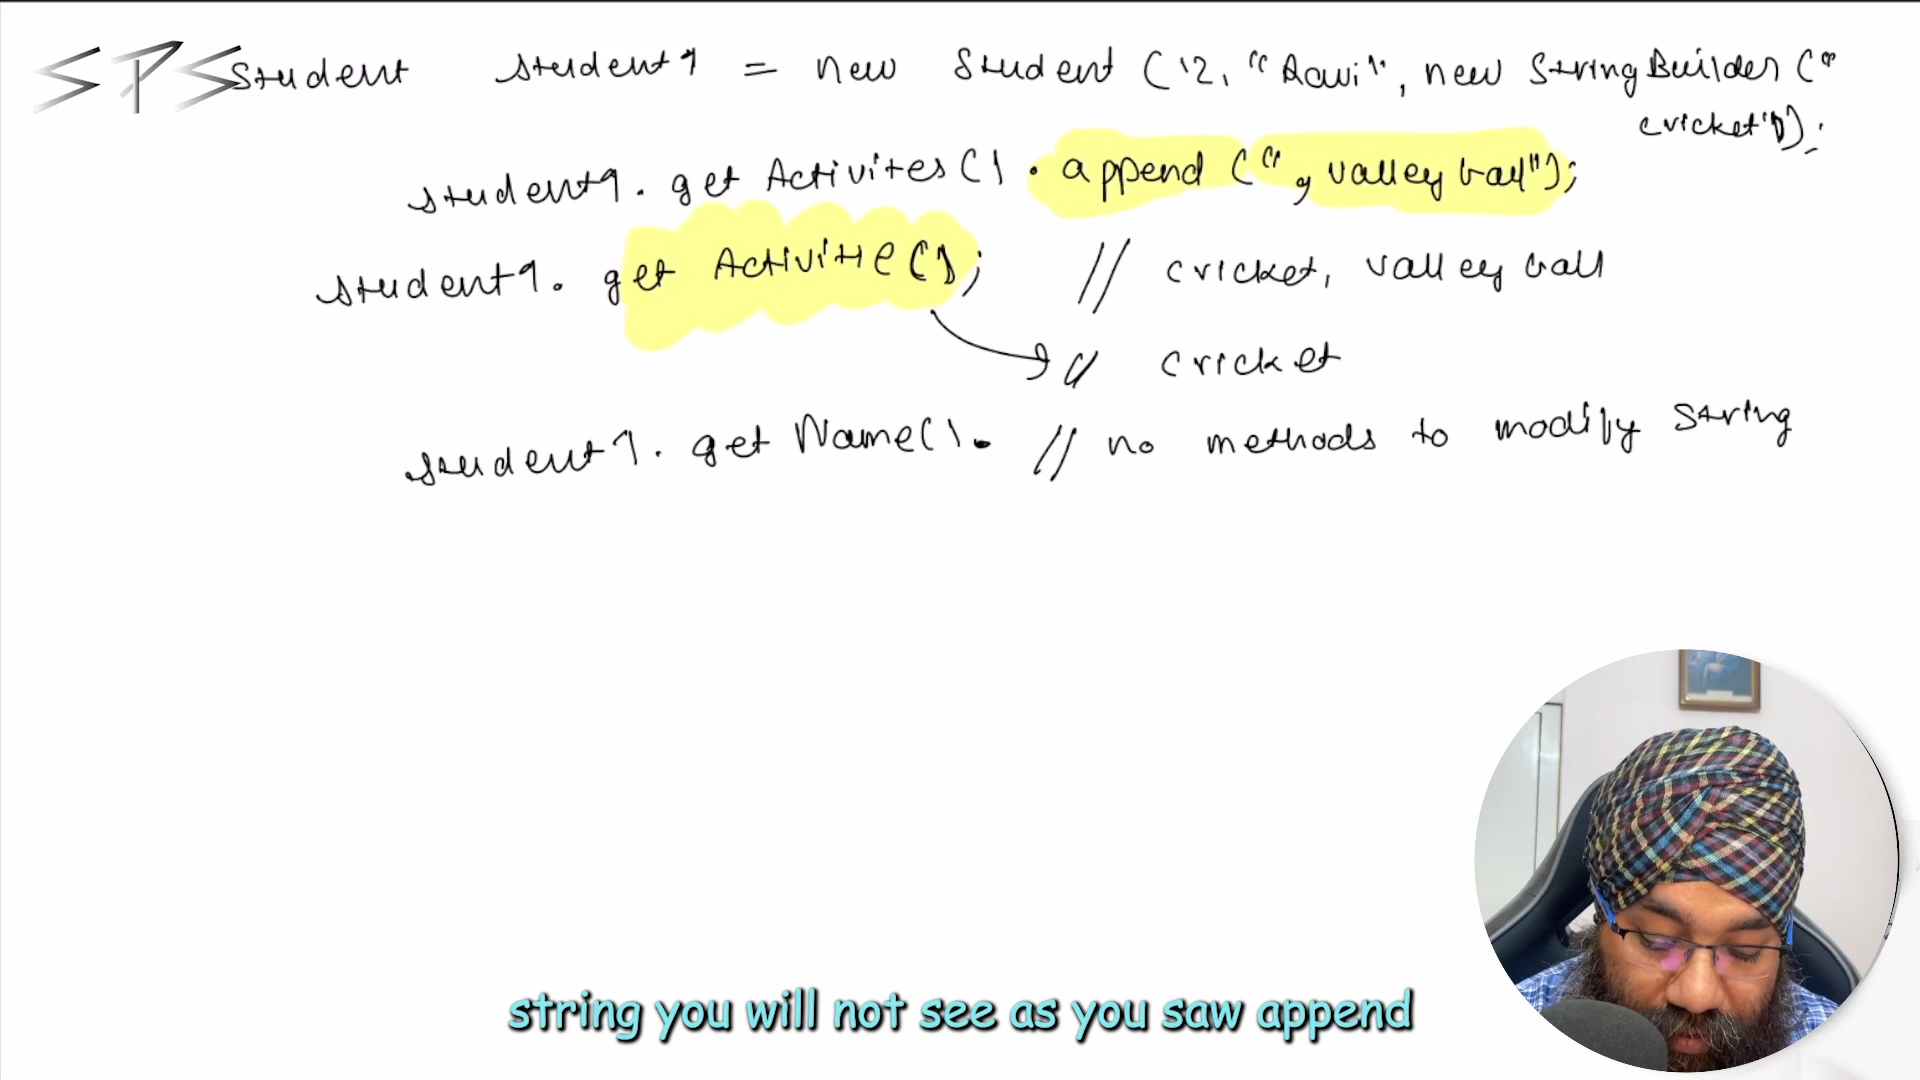 SPS
Student student1 = new Student (12, "Ravi", new StringBuilder ("
cricket"));
student1. get Activites() . append (", valley ball");
student1. get Activitie(); // cricket, valley ball
// cricket
student1. get Name(). // no methods to modify string
string you will not see as you saw append